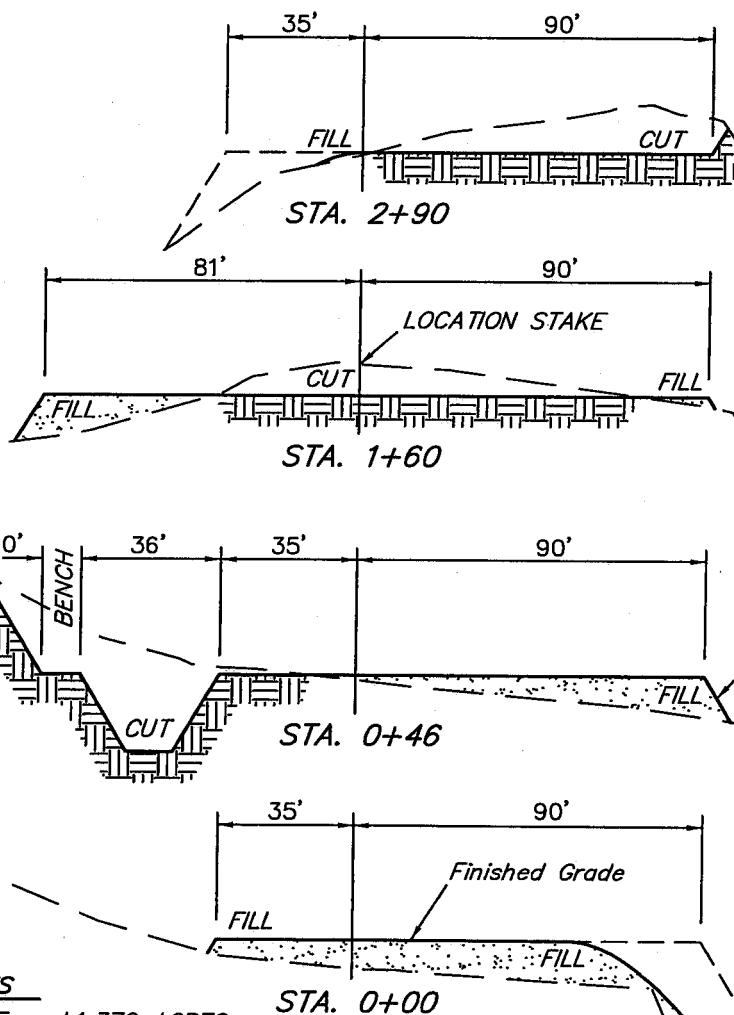 35' 90'
FILL CUT
STA. 2+90
81' 90'
LOCATION STAKE
CUT
FILL FILL
STA. 1+60
0' BENCH 36' 35' 90'
CUT FILL
STA. 0+46
35' 90'
Finished Grade
FILL
FILL
STA. 0+00